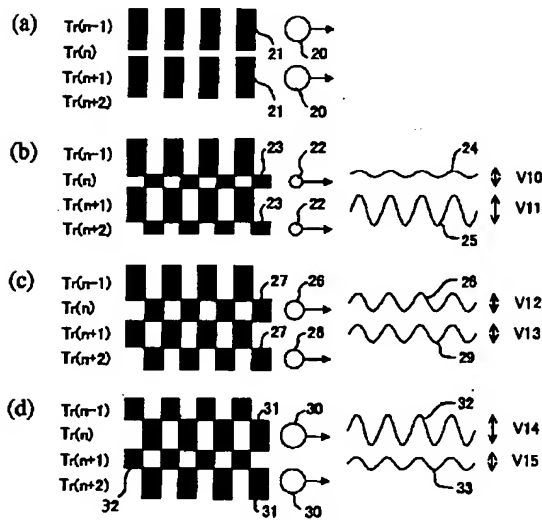 (a)
Tr(n-1)
Tr(n)
Tr(n+1)
Tr(n+2)
21
20
21
20
(b)
Tr(n-1)
Tr(n)
Tr(n+1)
Tr(n+2)
23
22
24
V10
23
22
25
V11
(c)
Tr(n-1)
Tr(n)
Tr(n+1)
Tr(n+2)
27
26
28
V12
27
28
29
V13
(d)
Tr(n-1)
Tr(n)
Tr(n+1)
Tr(n+2)
31
30
32
V14
32
31
30
33
V15